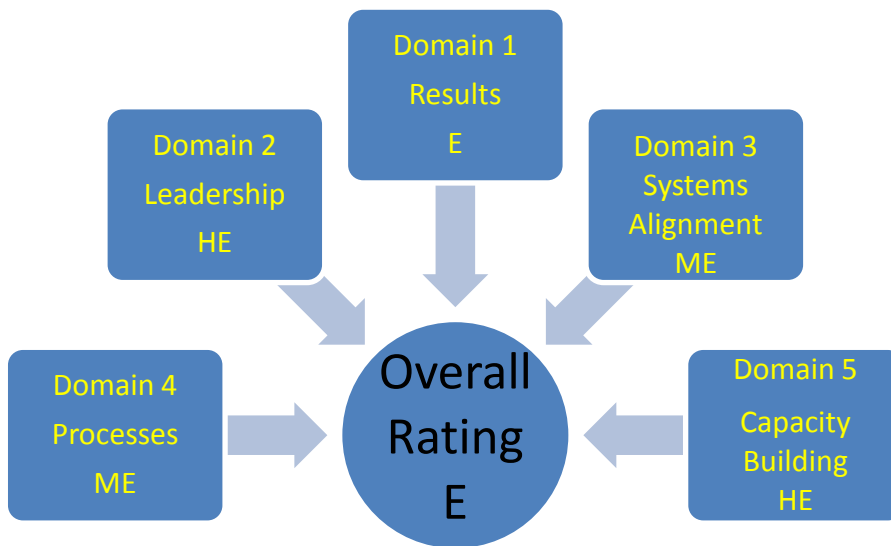 Domain 1
Results
E
Domain 2
Leadership
HE
Domain 3
Systems
Alignment
ME
Domain 4
Processes
ME
Domain 5
Capacity
Building
HE
Overall
Rating
E